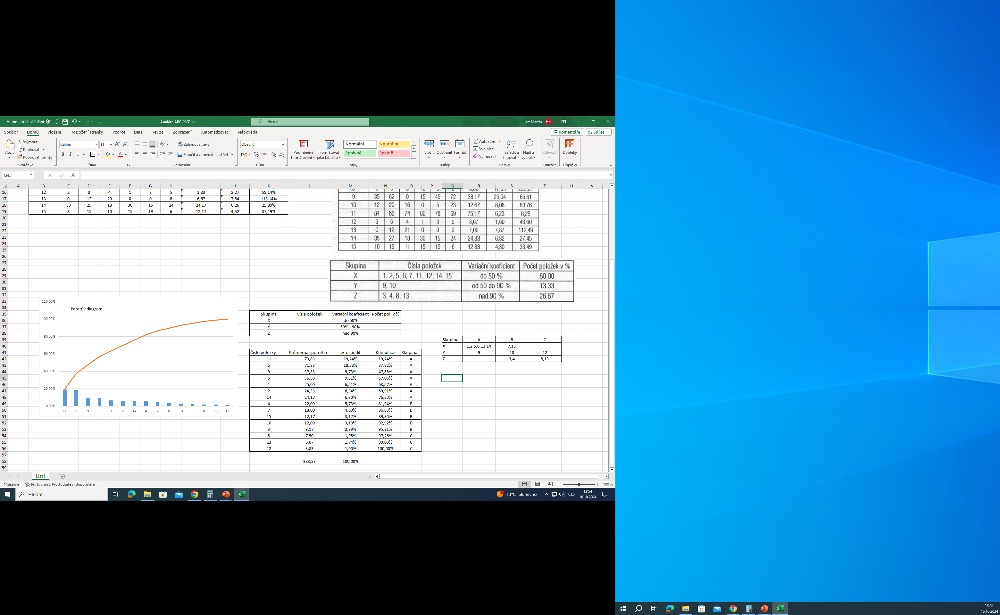 Automatické ukládání
Analýza ABC-XYZ
Hledat
Hart Martin HM
Soubor Domů Vložení Rozložení stránky Vzorce Data Revize Zobrazení Automatizovat Nápověda
Komentáře Sdílet
Vložit
Vyjmout
Kopírovat
Kopírovat formát
Schránka
Calibri 11
B I U
Písmo
Zalamovat text
Sloučit a zarovnat na střed
Zarovnání
Obecný
% 000
Číslo
Podmíněné formátování
Formátovat jako tabulku
Normální Neutrální
Správně Špatně
Styly
Vložit Odstranit Formát
Buňky
AutoSum
Vyplnit
Vymazat
Seřadit a filtrovat
Najít a vybrat
Úpravy
Citlivost
Citlivost
Doplňky
Doplňky
Q45
fx
A B C D E F G H I J K L M N O P Q R S T U V
16 12 2 8 4 1 3 5 3,83 2,27 59,14%
17 13 0 12 20 0 0 8 6,67 7,54 113,14%
18 14 33 25 18 30 15 24 24,17 6,26 25,89%
19 15 8 15 10 15 19 6 12,17 4,52 37,19%
9 35 62 0 15 45 72 38,17 25,04 65,61
10 12 20 16 0 5 23 12,67 8,08 63,76
11 84 66 74 80 78 69 75,17 6,23 8,29
12 3 6 4 1 3 5 3,67 1,60 43,60
13 0 12 21 0 0 9 7,00 7,87 112,49
14 35 27 18 30 15 24 24,83 6,82 27,45
15 10 16 11 15 19 6 12,83 4,30 33,49
20
21
22
23
24
25
26
27
28
29
30
31
32
33
34
35
36
37
38
39
40
41
42
43
44
45
46
47
48
49
50
51
52
53
54
55
56
57
58
59
Skupina Čísla položek Variační koeficient Počet položek v %
X 1, 2, 5, 6, 7, 11, 12, 14, 15 do 50 % 60,00
Y 9, 10 od 50 do 90 % 13,33
Z 3, 4, 8, 13 nad 90 % 26,67
Paretův diagram
120,00%
100,00%
80,00%
60,00%
40,00%
20,00%
0,00%
11 6 9 5 1 2 14 4 7 15 10 3 8 13 12
Skupina Čísla položek Variační koeficient Počet pol. v %
X do 50%
Y 50% - 90%
Z nad 90%
Skupina A B C
X 1,2,5,6,11,14 7,15
Y 9 10 12
Z 3,4 8,13
Číslo položky Průměrná spotřeba %-ní podíl Kumulace Skupina
11 73,83 19,24% 19,24% A
6 71,33 18,58% 37,82% A
9 37,33 9,73% 47,55% A
5 36,50 9,51% 57,06% A
1 25,00 6,51% 63,57% A
2 24,33 6,34% 69,91% A
14 24,17 6,30% 76,20% A
4 22,00 5,73% 81,94% B
7 18,00 4,69% 86,63% B
15 12,17 3,17% 89,80% B
10 12,00 3,13% 92,92% B
3 9,17 2,39% 95,31% B
8 7,50 1,95% 97,26% C
13 6,67 1,74% 99,00% C
12 3,83 1,00% 100,00% C
383,83 100,00%
List1
Připraven Přístupnost: Prostudujte si doporučení
100 %
Hledat
13°C Slunečno
CES
13:54
16.10.2024
13:54
16.10.2024